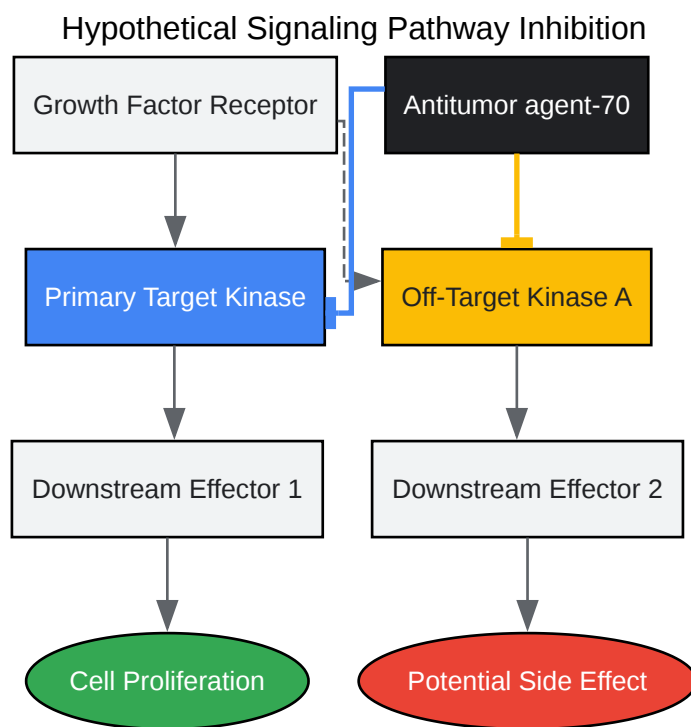 Hypothetical Signaling Pathway Inhibition
Growth Factor Receptor
Antitumor agent-70
Primary Target Kinase
Off-Target Kinase A
Downstream Effector 1
Downstream Effector 2
Cell Proliferation
Potential Side Effect